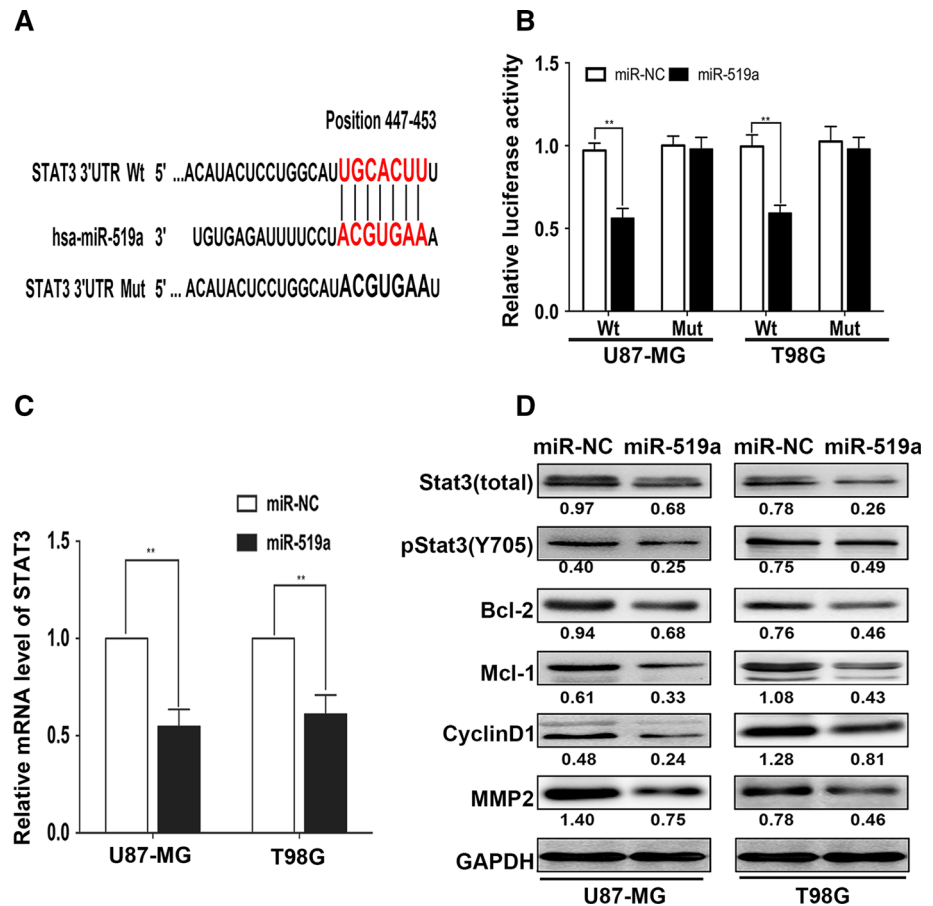 A
Position 447-453
STAT3 3'UTR Wt 5' ...ACAUACUCCUGGCAUUGCACUUU
hsa-miR-519a 3' UGUGAGAUUUUCCUACGUGAAA
STAT3 3'UTR Mut 5' ... ACAUACUCCUGGCAUACGUGAAU
B
Relative luciferase activity
1.5
1.0
0.5
0.0
miR-NC miR-519a
** **
Wt Mut Wt Mut
U87-MG T98G
C
Relative mRNA level of STAT3
miR-NC
miR-519a
1.5
1.0
0.5
0.0
** **
U87-MG T98G
D
miR-NC miR-519a miR-NC miR-519a
Stat3(total)
0.97 0.68 0.78 0.26
pStat3(Y705)
0.40 0.25 0.75 0.49
Bcl-2
0.94 0.68 0.76 0.46
Mcl-1
0.61 0.33 1.08 0.43
CyclinD1
0.48 0.24 1.28 0.81
MMP2
1.40 0.75 0.78 0.46
GAPDH
U87-MG T98G